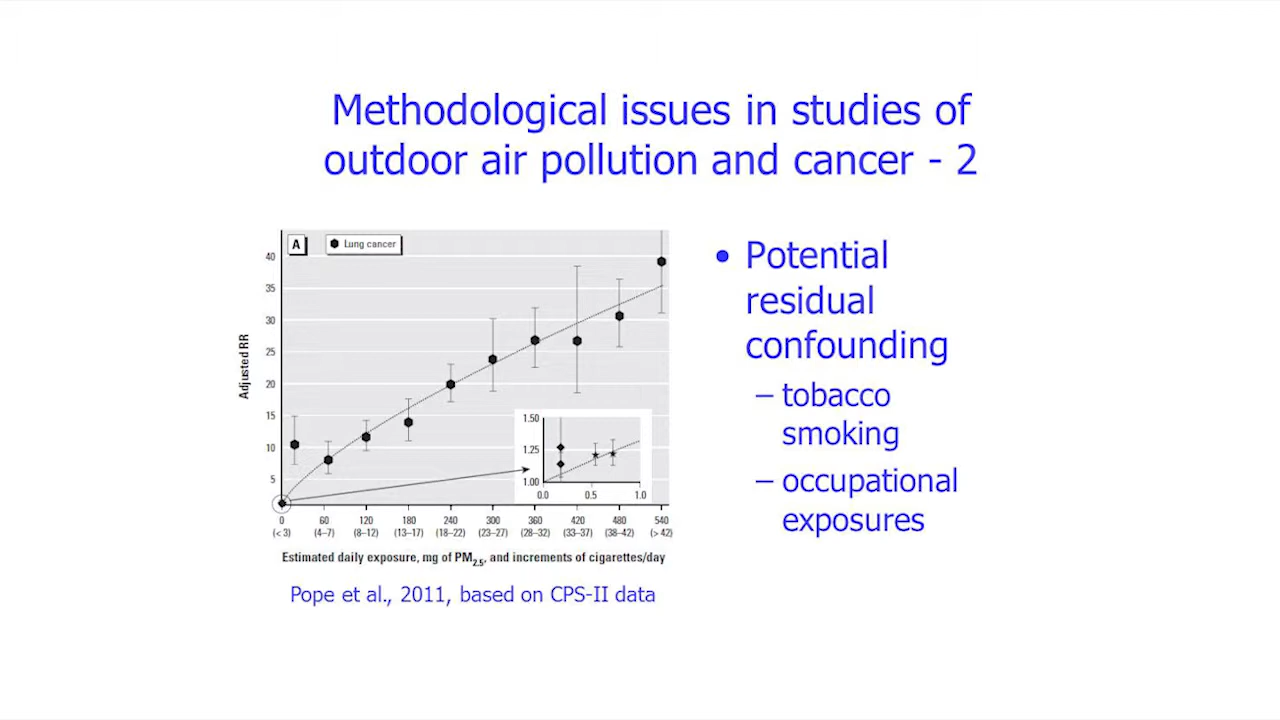 Methodological issues in studies of
outdoor air pollution and cancer - 2
A
Lung cancer
Adjusted RR
40
35
30
25
20
15
10
5
1.50
1.25
1.00
0.0 0.5 1.0
0 60 120 180 240 300 360 420 480 540
(< 3) (4–7) (8–12) (13–17) (18–22) (23–27) (28–32) (33–37) (38–42) (> 42)
Estimated daily exposure, mg of PM2.5, and increments of cigarettes/day
Pope et al., 2011, based on CPS-II data
• Potential
residual
confounding
– tobacco
smoking
– occupational
exposures